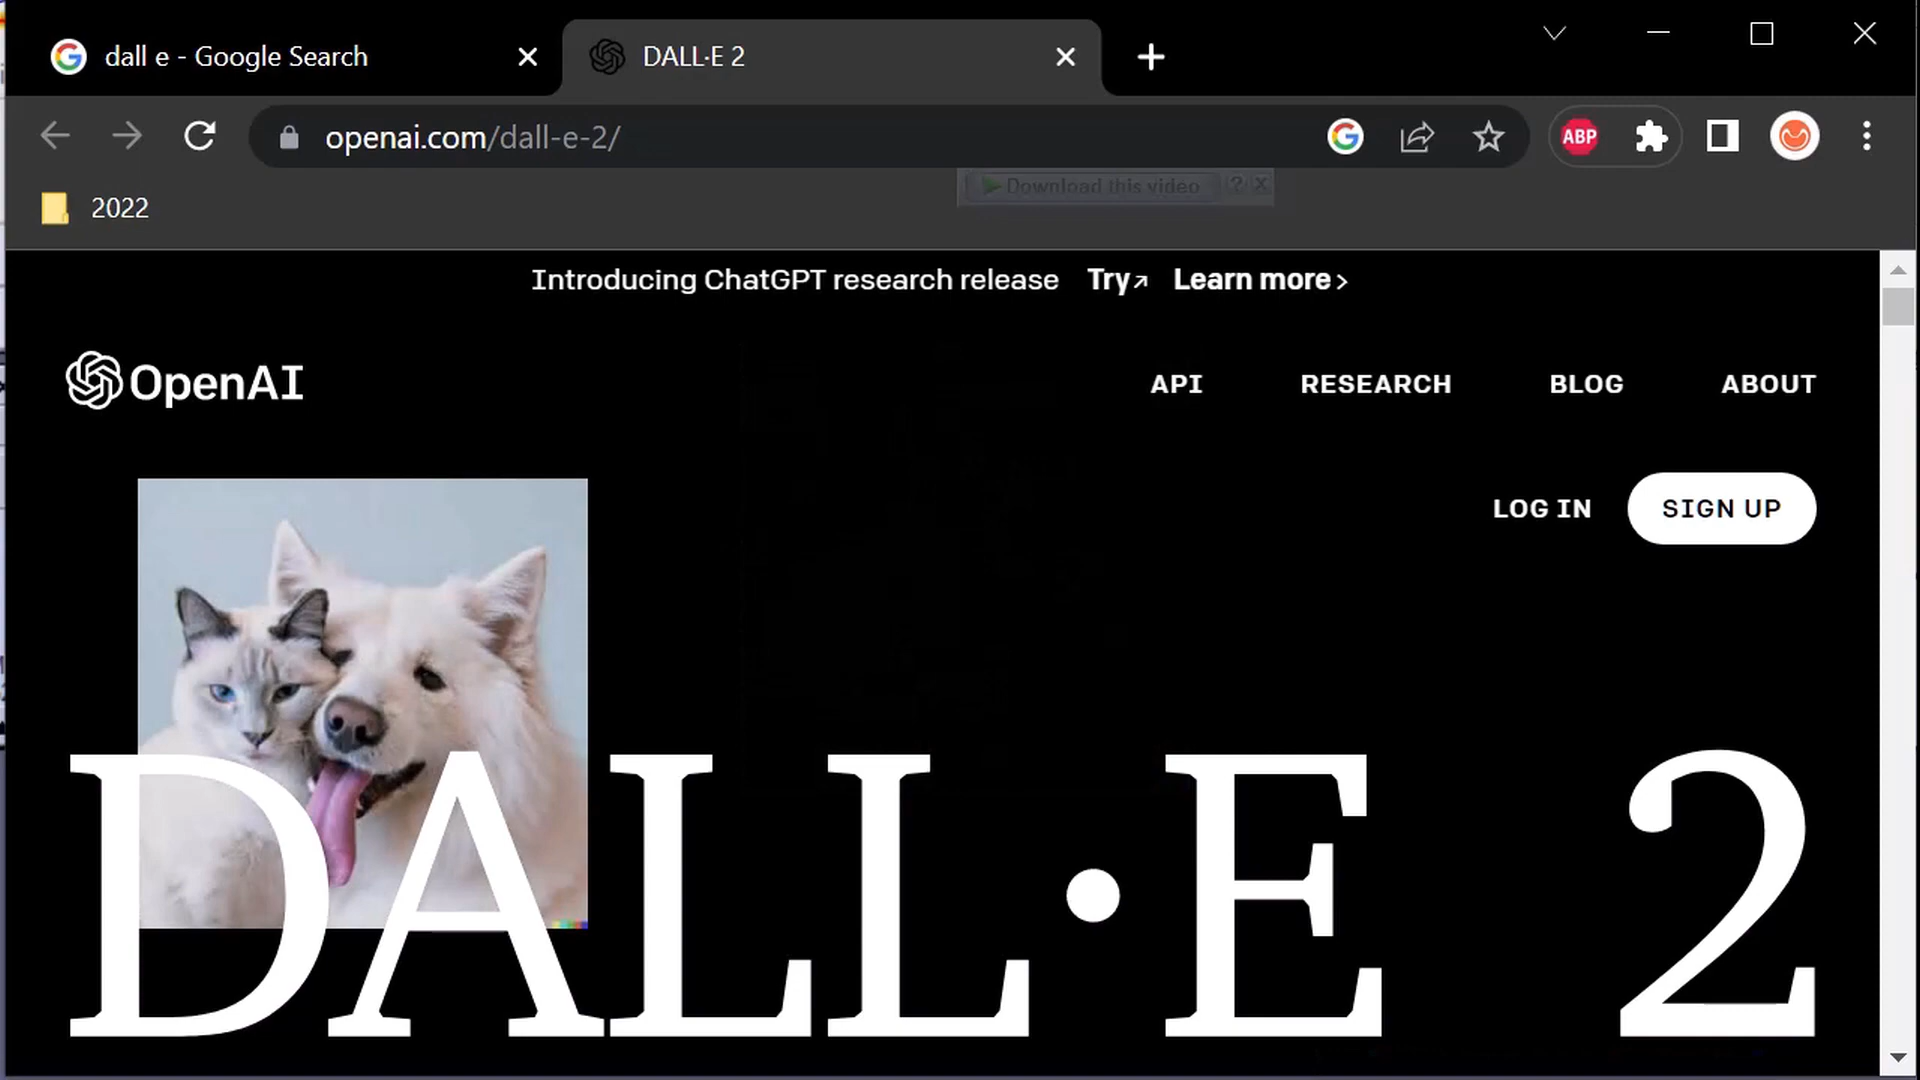 dall e - Google Search
DALL·E 2
openai.com/dall-e-2/
ABP
Download this video ? X
2022
Introducing ChatGPT research release Try↗ Learn more ›
OpenAI
API RESEARCH BLOG ABOUT
LOG IN SIGN UP
DALL·E 2